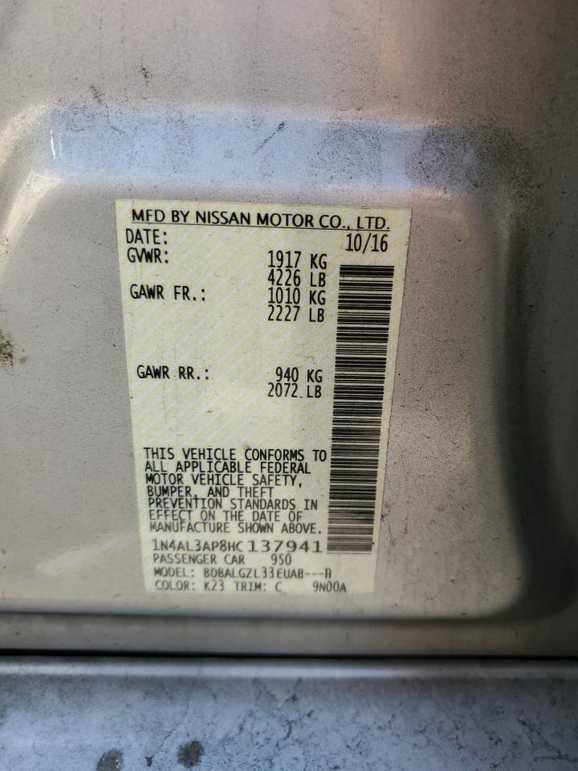 MFD BY NISSAN MOTOR CO., LTD.
DATE: 10/16
GVWR: 1917 KG
4226 LB
GAWR FR.: 1010 KG
2227 LB
GAWR RR.: 940 KG
2072 LB
THIS VEHICLE CONFORMS TO
ALL APPLICABLE FEDERAL
MOTOR VEHICLE SAFETY,
BUMPER, AND THEFT
PREVENTION STANDARDS IN
EFFECT ON THE DATE OF
MANUFACTURE SHOWN ABOVE.
1N4AL3AP8HC137941
PASSENGER CAR 950
MODEL: BDBALGZL33EUAB---A
COLOR: K23 TRIM: C 9N00A